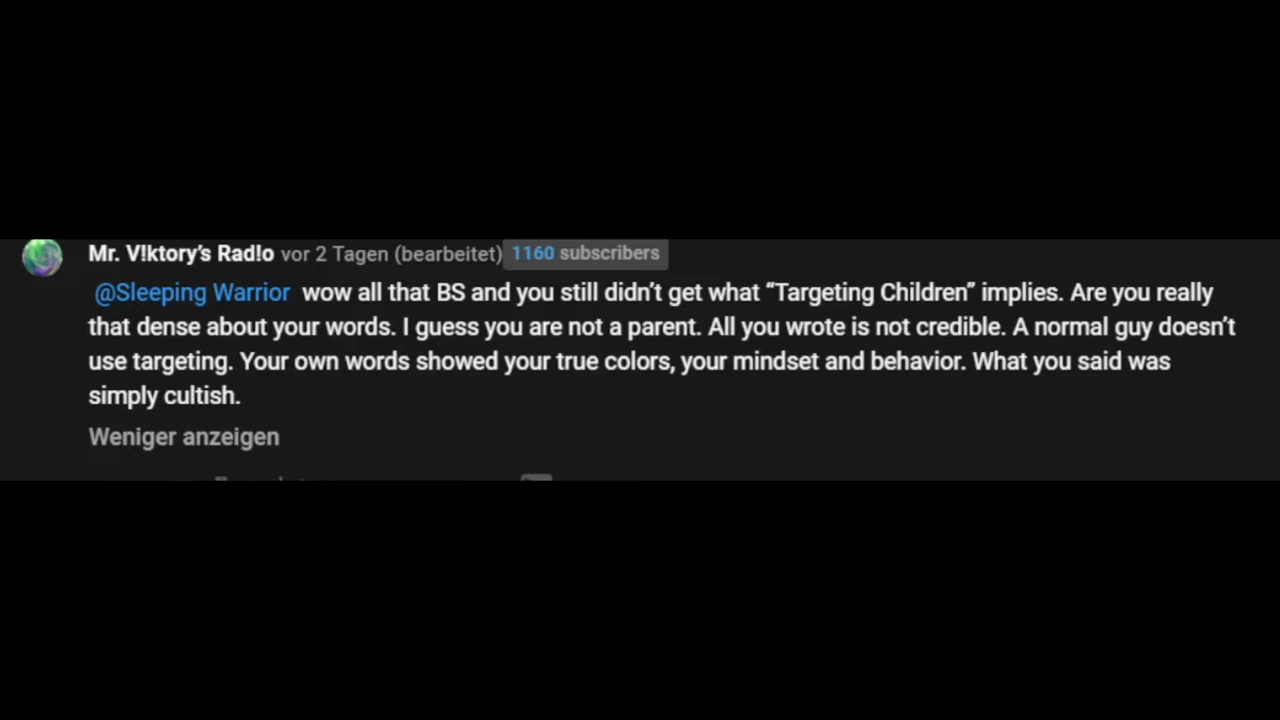 Mr. V!ktory's Rad!o vor 2 Tagen (bearbeitet) 1160 subscribers
@Sleeping Warrior wow all that BS and you still didn't get what “Targeting Children” implies. Are you really
that dense about your words. I guess you are not a parent. All you wrote is not credible. A normal guy doesn't
use targeting. Your own words showed your true colors, your mindset and behavior. What you said was
simply cultish.
Weniger anzeigen